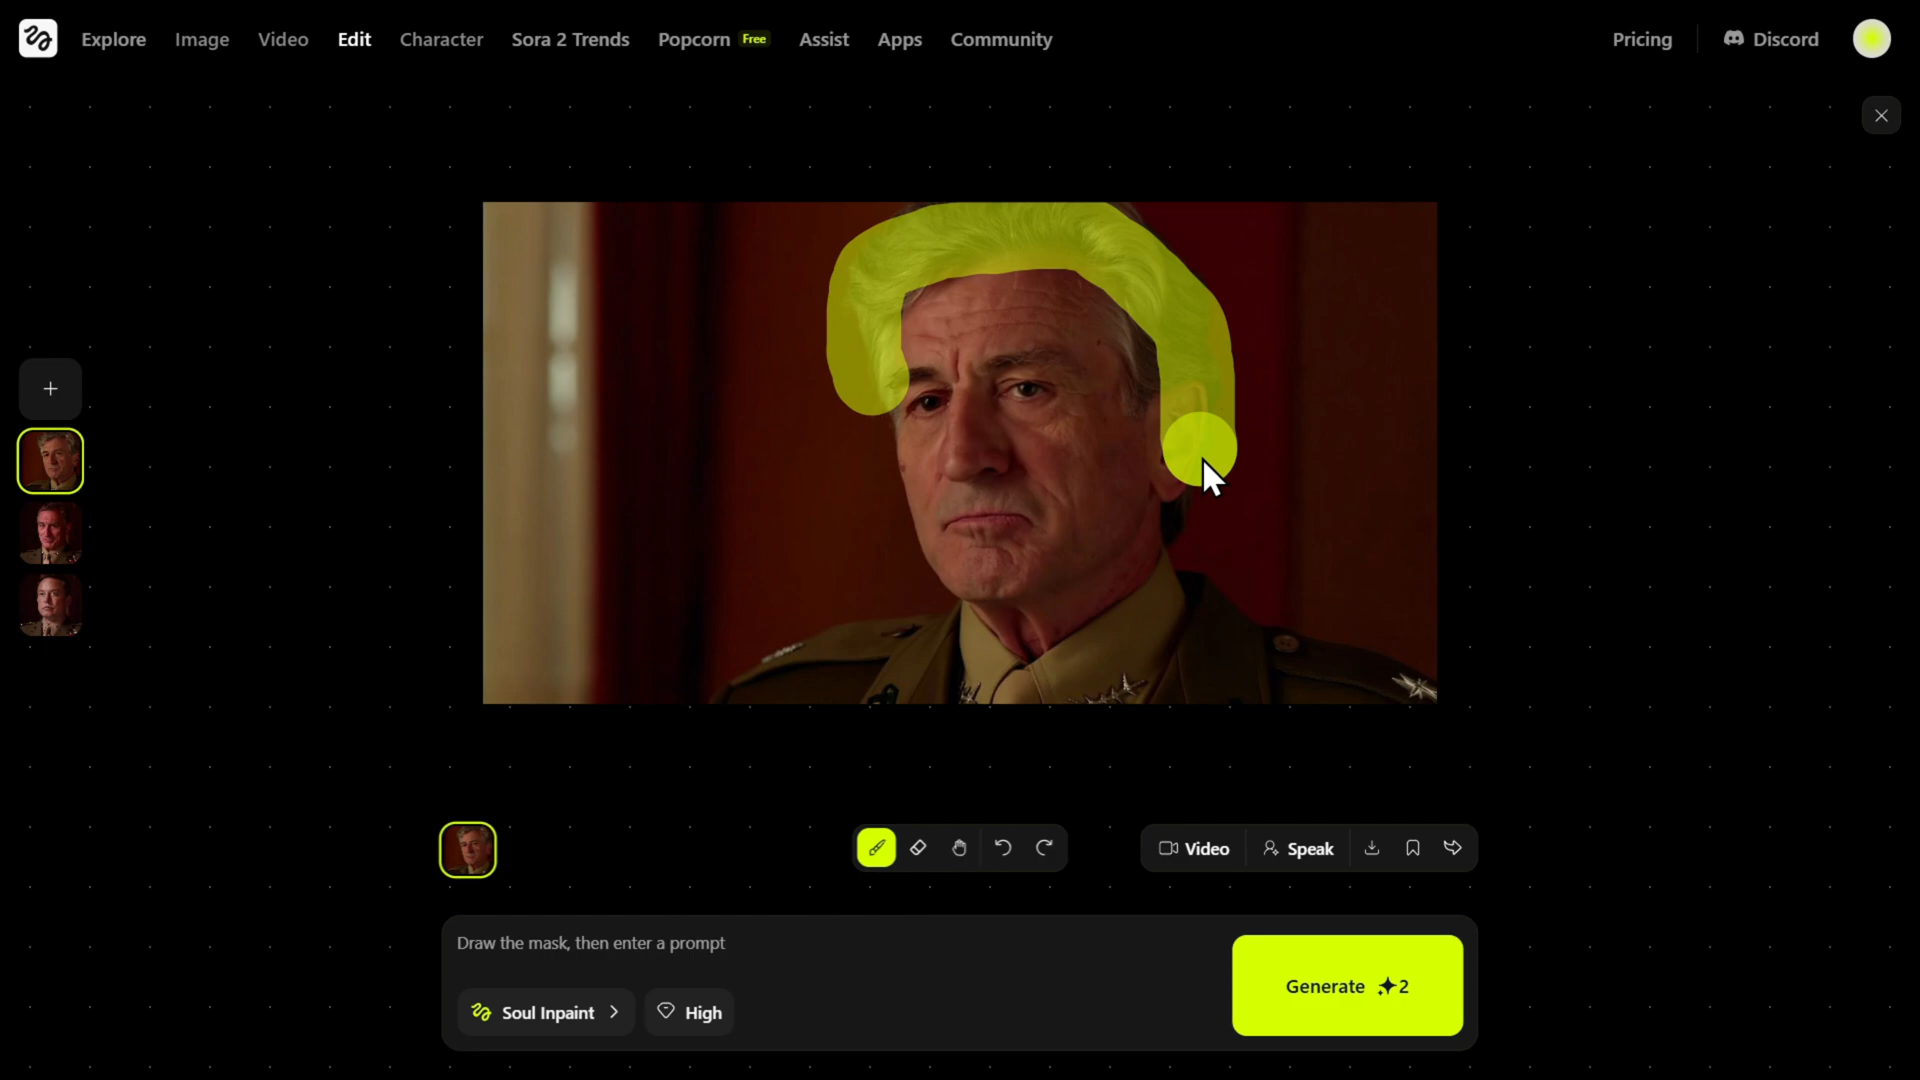 Explore Image Video Edit Character Sora 2 Trends Popcorn Free Assist Apps Community Pricing Discord
Video Speak
Draw the mask, then enter a prompt
Generate 2
Soul Inpaint High